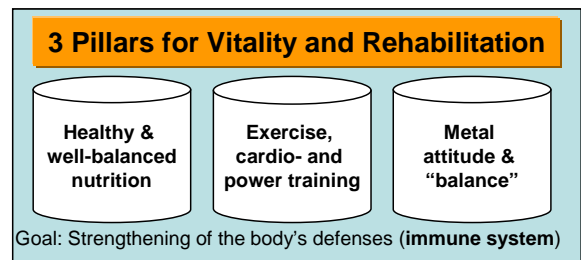 3 Pillars for Vitality and Rehabilitation
Healthy &
well-balanced
nutrition
Exercise,
cardio- and
power training
Metal
attitude &
“balance”
Goal: Strengthening of the body’s defenses (immune system)